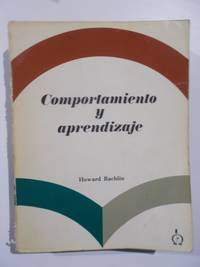 Comportamiento
y
aprendizaje
Howard Rachlin